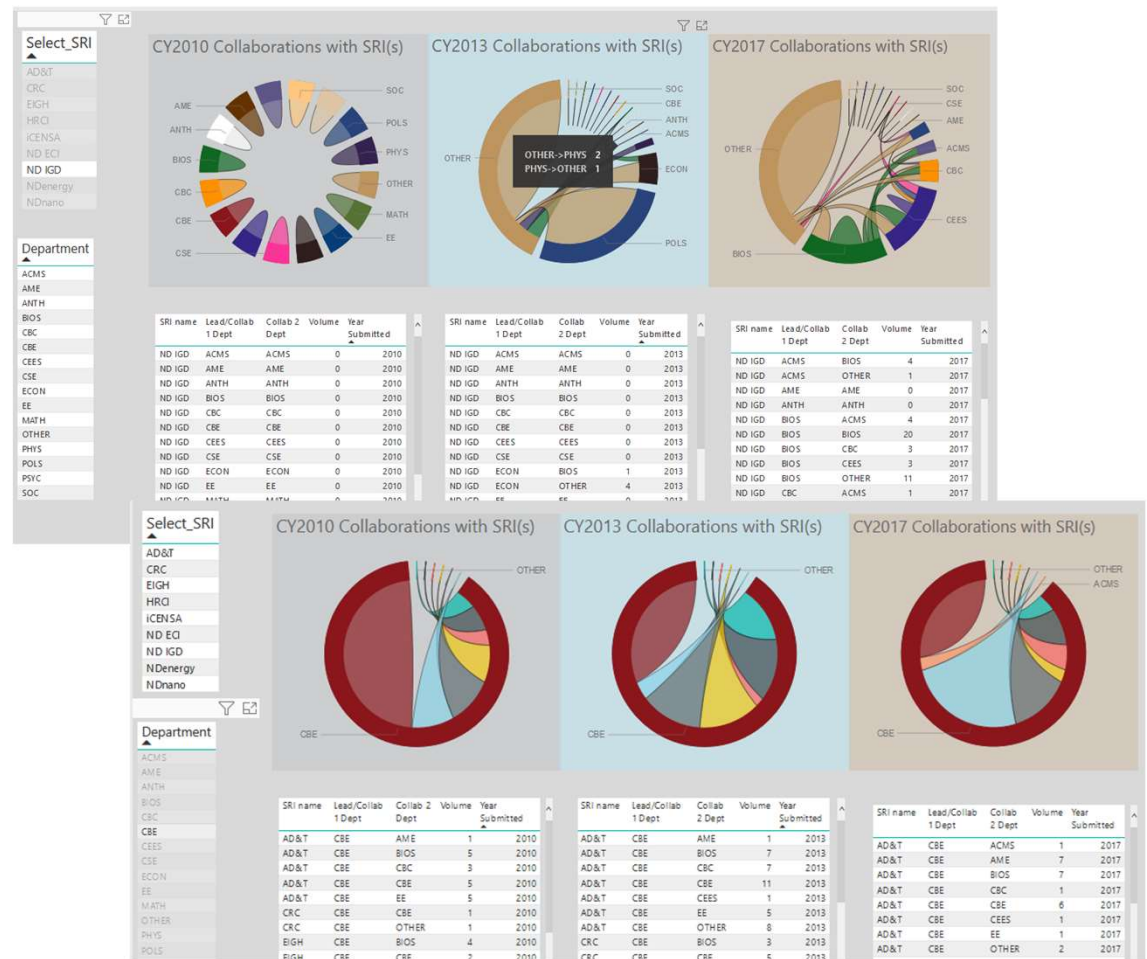 Select_SRI
AD&T
CRC
EIGH
HRCI
iCENSA
ND ECI
ND IGD
NDenergy
NDnano
Department
ACMS
AME
ANTH
BIOS
CBC
CBE
CEES
CSE
ECON
EE
MATH
OTHER
PHYS
POLS
PSYC
SOC
CY2010 Collaborations with SRI(s)
SOC
POLS
PHYS
OTHER
MATH
EE
AME
ANTH
BIOS
CBC
CBE
CSE
CY2013 Collaborations with SRI(s)
SOC
CBE
ANTH
ACMS
ECON
POLS
OTHER
OTHER->PHYS 2
PHYS->OTHER 1
CY2017 Collaborations with SRI(s)
SOC
CSE
AME
ACMS
CBC
CEES
BIOS
OTHER
SRI name Lead/Collab 1 Dept Collab 2 Dept Volume Year Submitted
ND IGD ACMS ACMS 0 2010
ND IGD AME AME 0 2010
ND IGD ANTH ANTH 0 2010
ND IGD BIOS BIOS 0 2010
ND IGD CBC CBC 0 2010
ND IGD CBE CBE 0 2010
ND IGD CEES CEES 0 2010
ND IGD CSE CSE 0 2010
ND IGD ECON ECON 0 2010
ND IGD EE EE 0 2010
SRI name Lead/Collab 1 Dept Collab 2 Dept Volume Year Submitted
ND IGD ACMS ACMS 0 2013
ND IGD AME AME 0 2013
ND IGD ANTH ANTH 0 2013
ND IGD BIOS BIOS 0 2013
ND IGD CBC CBC 0 2013
ND IGD CBE CBE 0 2013
ND IGD CEES CEES 0 2013
ND IGD CSE CSE 0 2013
ND IGD ECON BIOS 1 2013
ND IGD ECON OTHER 4 2013
SRI name Lead/Collab 1 Dept Collab 2 Dept Volume Year Submitted
ND IGD ACMS BIOS 4 2017
ND IGD ACMS OTHER 1 2017
ND IGD AME AME 0 2017
ND IGD ANTH ANTH 0 2017
ND IGD BIOS ACMS 4 2017
ND IGD BIOS BIOS 20 2017
ND IGD BIOS CBC 3 2017
ND IGD BIOS CEES 3 2017
ND IGD BIOS OTHER 11 2017
ND IGD CBC ACMS 1 2017
Select_SRI
AD&T
CRC
EIGH
HRCI
iCENSA
ND ECI
ND IGD
NDenergy
NDnano
Department
ACMS
AME
ANTH
BIOS
CBC
CBE
CEES
CSE
ECON
EE
MATH
OTHER
PHYS
POLS
CY2010 Collaborations with SRI(s)
OTHER
CBE
CY2013 Collaborations with SRI(s)
OTHER
CBE
CY2017 Collaborations with SRI(s)
OTHER
ACMS
CBE
SRI name Lead/Collab 1 Dept Collab 2 Dept Volume Year Submitted
AD&T CBE AME 1 2010
AD&T CBE BIOS 5 2010
AD&T CBE CBC 3 2010
AD&T CBE CBE 5 2010
AD&T CBE EE 5 2010
CRC CBE CBE 1 2010
CRC CBE OTHER 1 2010
EIGH CBE BIOS 4 2010
EIGH CBE CBE 2 2010
SRI name Lead/Collab 1 Dept Collab 2 Dept Volume Year Submitted
AD&T CBE AME 1 2013
AD&T CBE BIOS 7 2013
AD&T CBE CBC 7 2013
AD&T CBE CBE 11 2013
AD&T CBE CEES 1 2013
AD&T CBE EE 5 2013
AD&T CBE OTHER 8 2013
CRC CBE BIOS 3 2013
CRC CBE CBE 5 2013
SRI name Lead/Collab 1 Dept Collab 2 Dept Volume Year Submitted
AD&T CBE ACMS 1 2017
AD&T CBE AME 7 2017
AD&T CBE BIOS 7 2017
AD&T CBE CBC 1 2017
AD&T CBE CBE 6 2017
AD&T CBE CEES 1 2017
AD&T CBE EE 1 2017
AD&T CBE OTHER 2 2017